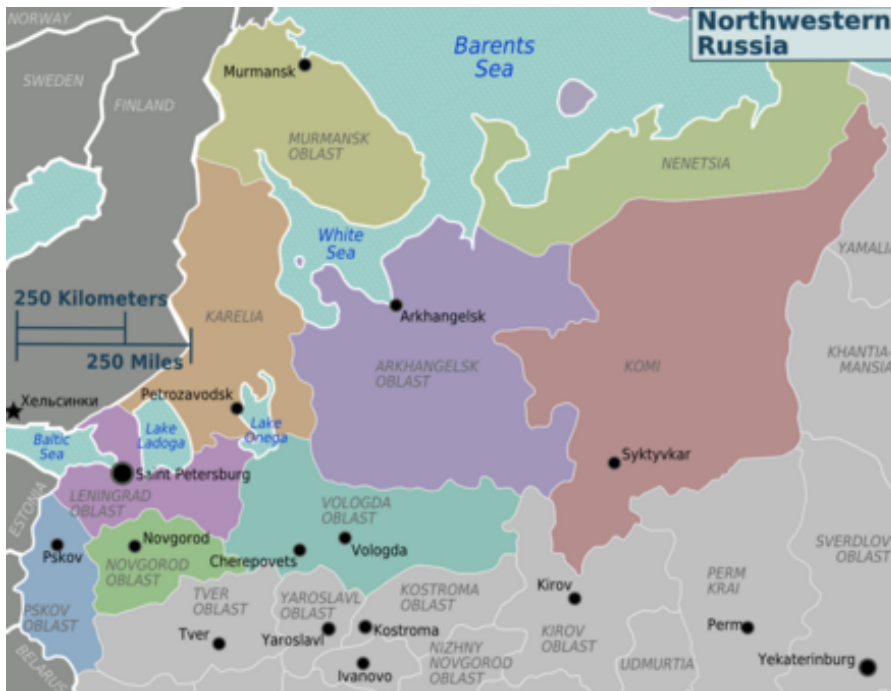 NORWAY
Northwestern
Russia
Barents
Sea
Murmansk
SWEDEN
FINLAND
MURMANSK
OBLAST
NENETSIA
White
Sea
YAMALIA
250 Kilometers
KARELIA
Arkhangelsk
250 Miles
ARKHANGELSK
OBLAST
KOMI
KHANTIA-
MANSIA
Хельсинки
Petrozavodsk
Baltic
Sea
Lake
Ladoga
Lake
Onega
Syktyvkar
Saint Petersburg
ESTONIA
LENINGRAD
OBLAST
VOLOGDA
OBLAST
Pskov
Novgorod
NOVGOROD
OBLAST
Cherepovets
Vologda
SVERDLOV
OBLAST
PSKOV
OBLAST
TVER
OBLAST
YAROSLAVL
OBLAST
KOSTROMA
OBLAST
Kirov
PERM
KRAI
Tver
Yaroslavl
Kostroma
KIROV
OBLAST
Perm
BELARUS
Ivanovo
NIZHNY
NOVGOROD
OBLAST
UDMURTIA
Yekaterinburg